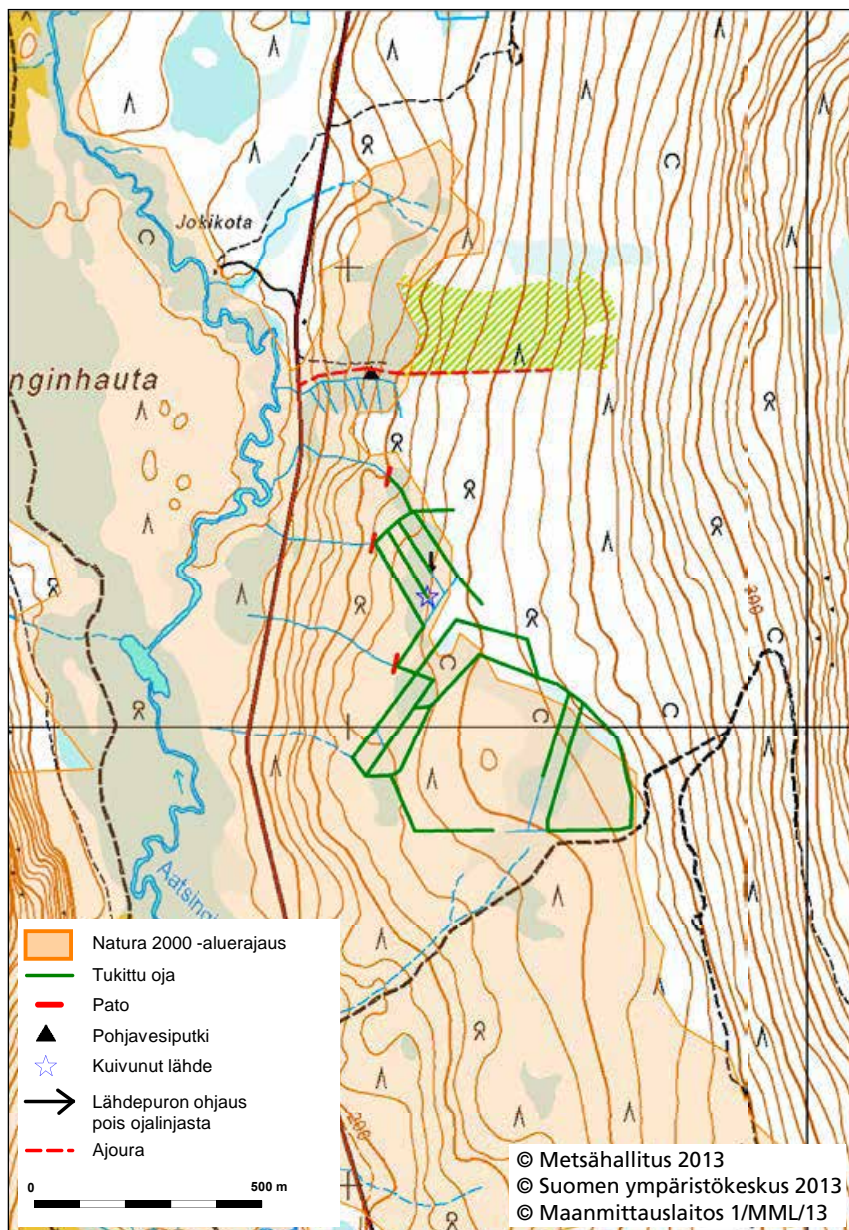 Jokikota
nginhauta
200
Aatsingi
Natura 2000 -aluerajaus
Tukittu oja
Pato
Pohjavesiputki
Kuivunut lähde
Lähdepuron ohjaus
pois ojalinjasta
Ajoura
0 500 m
200
© Metsähallitus 2013
© Suomen ympäristökeskus 2013
© Maanmittauslaitos 1/MML/13